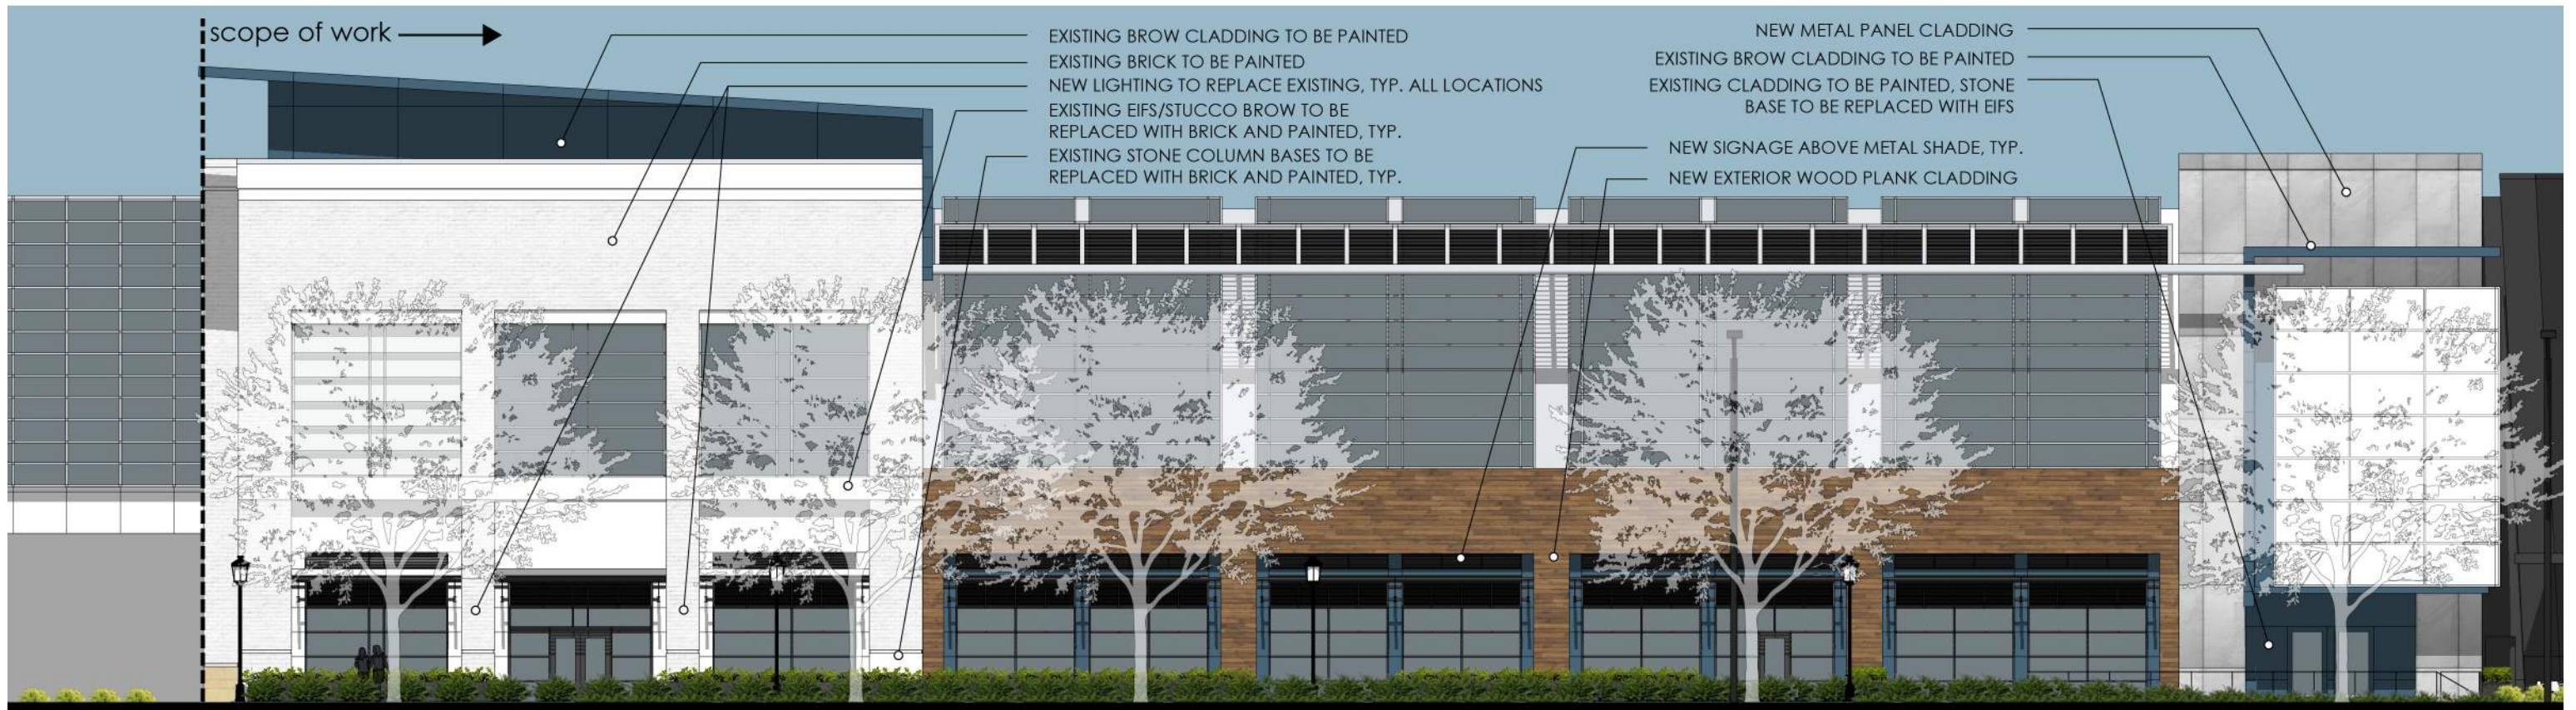 scope of work
EXISTING BROW CLADDING TO BE PAINTED
EXISTING BRICK TO BE PAINTED
NEW LIGHTING TO REPLACE EXISTING, TYP. ALL LOCATIONS
EXISTING EIFS/STUCCO BROW TO BE
REPLACED WITH BRICK AND PAINTED, TYP.
EXISTING STONE COLUMN BASES TO BE
REPLACED WITH BRICK AND PAINTED, TYP.
NEW METAL PANEL CLADDING
EXISTING BROW CLADDING TO BE PAINTED
EXISTING CLADDING TO BE PAINTED, STONE
BASE TO BE REPLACED WITH EIFS
NEW SIGNAGE ABOVE METAL SHADE, TYP.
NEW EXTERIOR WOOD PLANK CLADDING